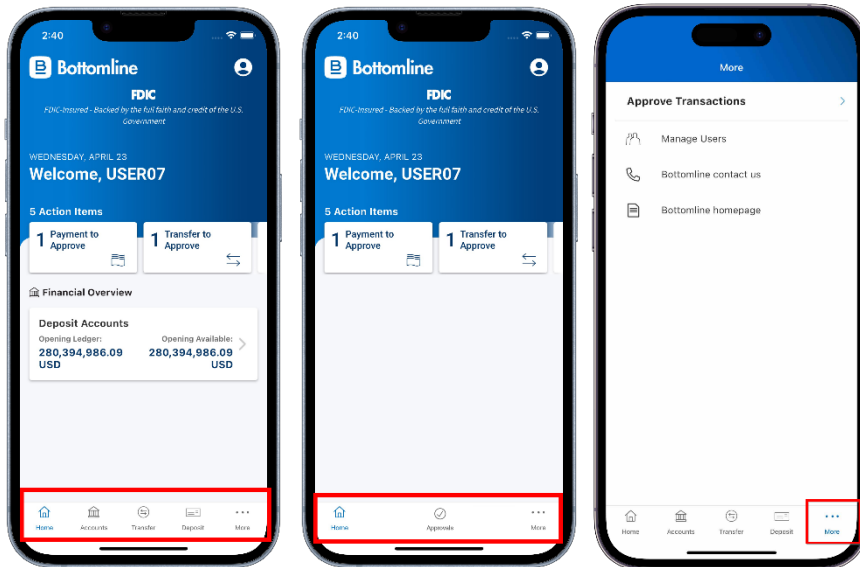 2:40
Bottomline
FDIC
FDIC-Insured - Backed by the full faith and credit of the U.S.
Government
WEDNESDAY, APRIL 23
Welcome, USER07
5 Action Items
1 Payment to
Approve
1 Transfer to
Approve
Financial Overview
Deposit Accounts
Opening Ledger:
280,394,986.09
USD
Opening Available:
280,394,986.09
USD
Home
Accounts
Transfer
Deposit
More
2:40
Bottomline
FDIC
FDIC-Insured - Backed by the full faith and credit of the U.S.
Government
WEDNESDAY, APRIL 23
Welcome, USER07
5 Action Items
1 Payment to
Approve
1 Transfer to
Approve
Home
Approvals
More
More
Approve Transactions
Manage Users
Bottomline contact us
Bottomline homepage
Home
Accounts
Transfer
Deposit
More